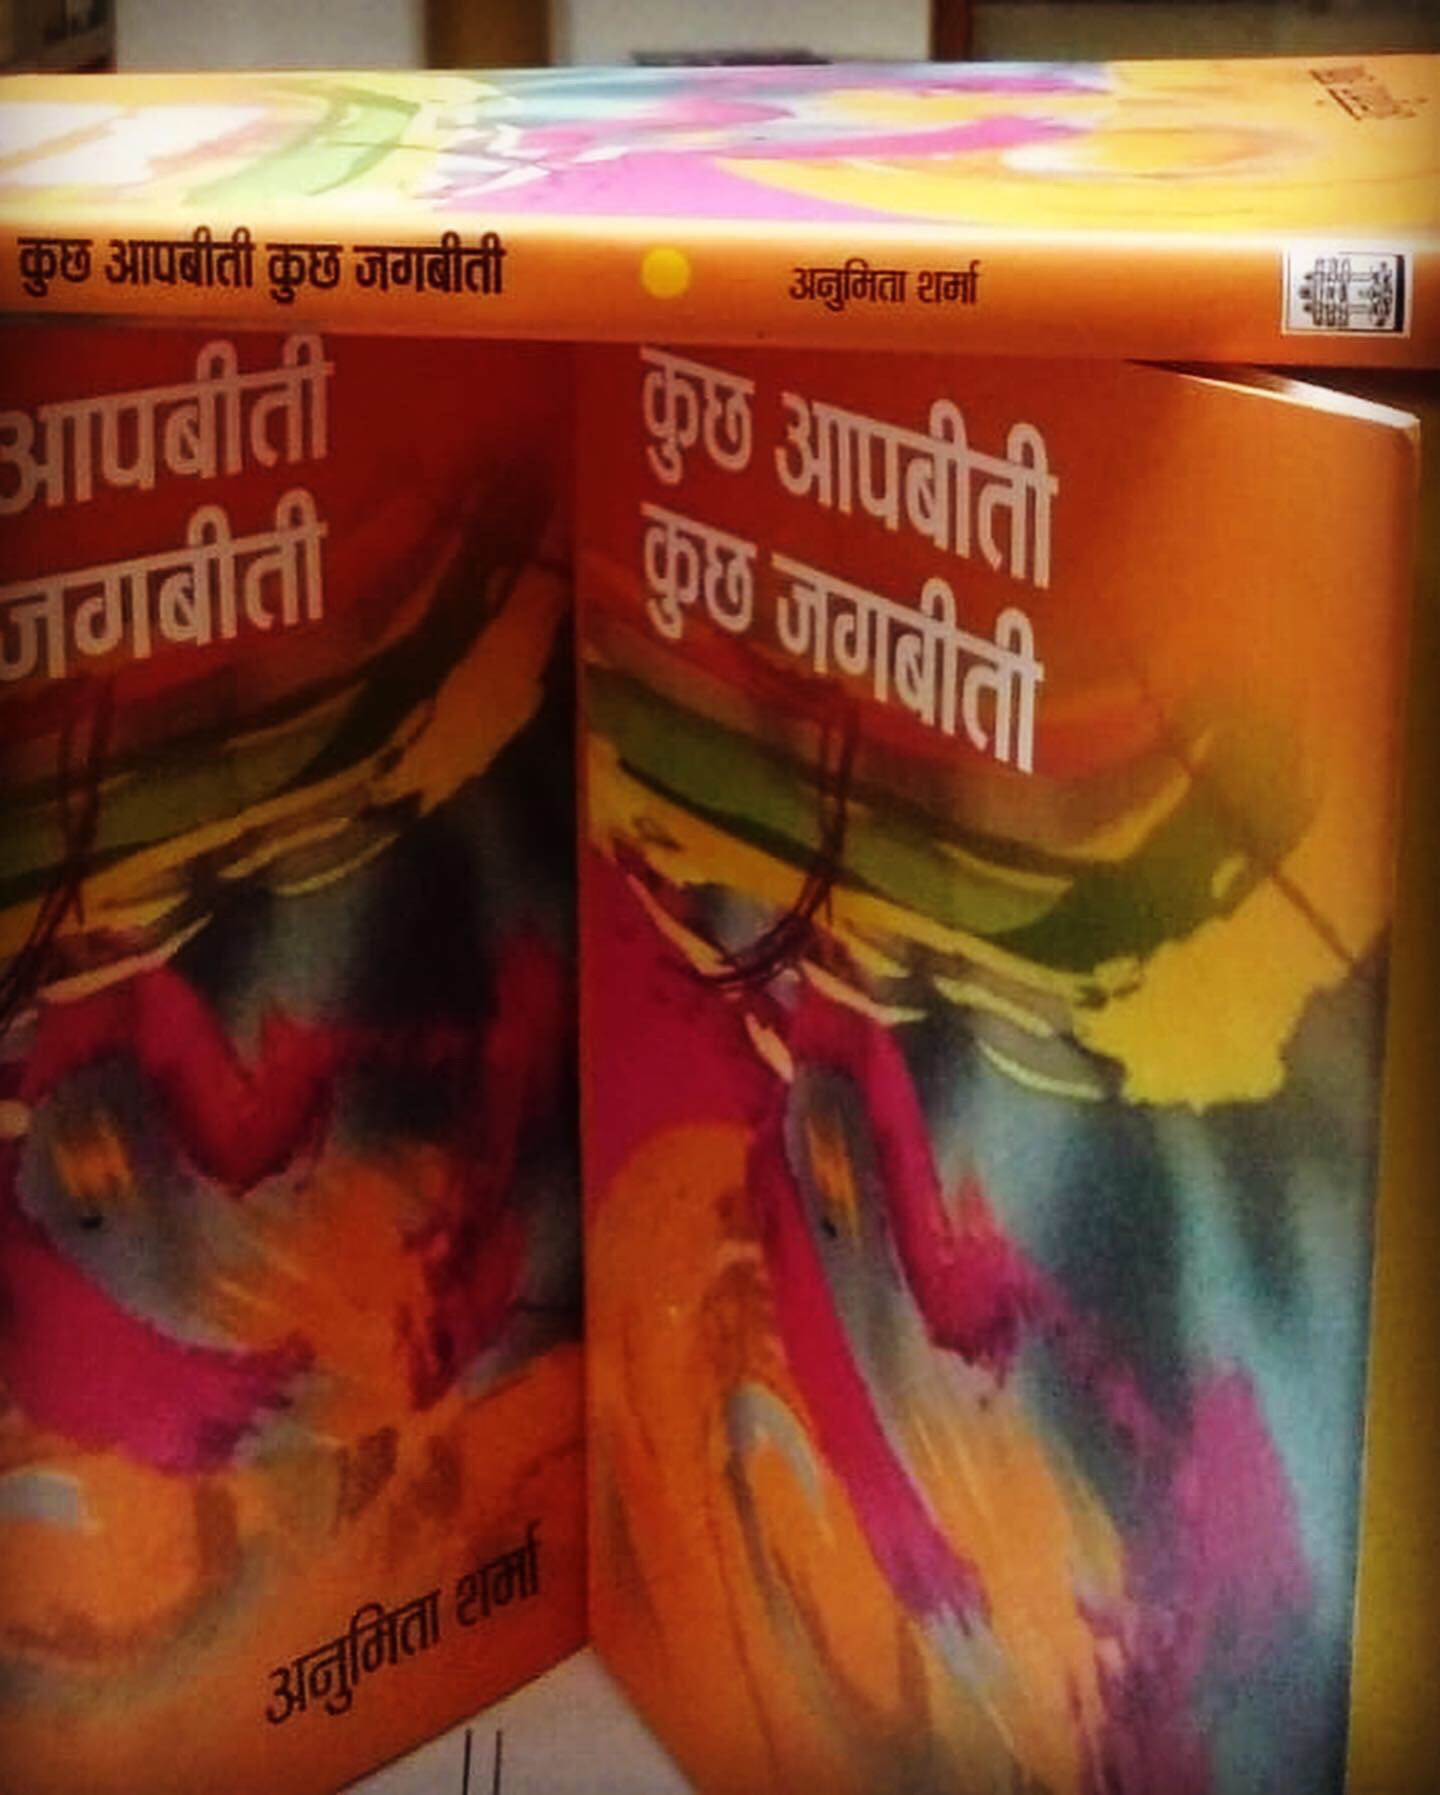 कुछ आपबीती कुछ जगबीती
अनुमिता शर्मा
आपबीती
जगबीती
अनुमिता शर्मा
कुछ आपबीती
कुछ जगबीती